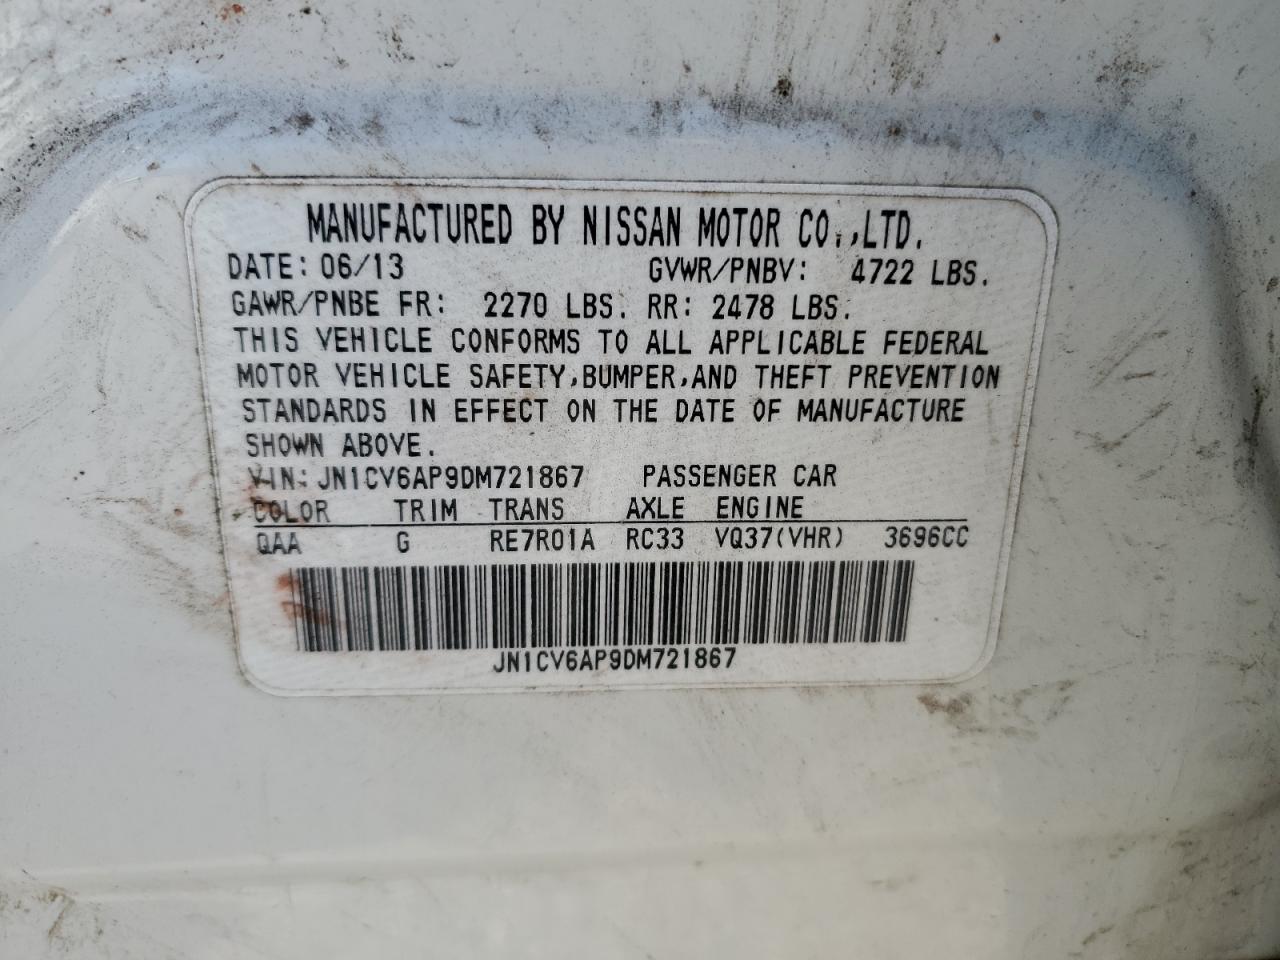 MANUFACTURED BY NISSAN MOTOR CO.,LTD.
DATE: 06/13 GVWR/PNBV: 4722 LBS.
GAWR/PNBE FR: 2270 LBS. RR: 2478 LBS.
THIS VEHICLE CONFORMS TO ALL APPLICABLE FEDERAL
MOTOR VEHICLE SAFETY,BUMPER,AND THEFT PREVENTION
STANDARDS IN EFFECT ON THE DATE OF MANUFACTURE
SHOWN ABOVE.
VIN: JN1CV6AP9DM721867 PASSENGER CAR
COLOR TRIM TRANS AXLE ENGINE
QAA G RE7R01A RC33 VQ37(VHR) 3696CC
JN1CV6AP9DM721867